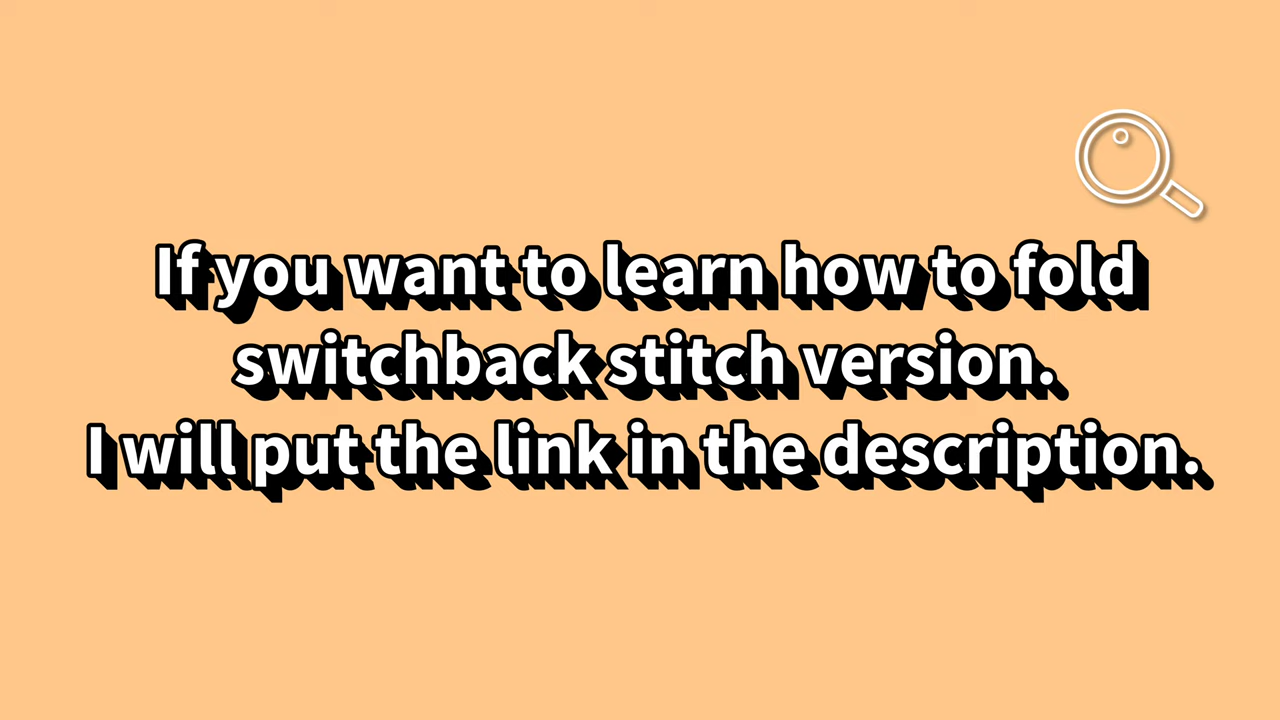 If you want to learn how to fold
switchback stitch version.
I will put the link in the description.